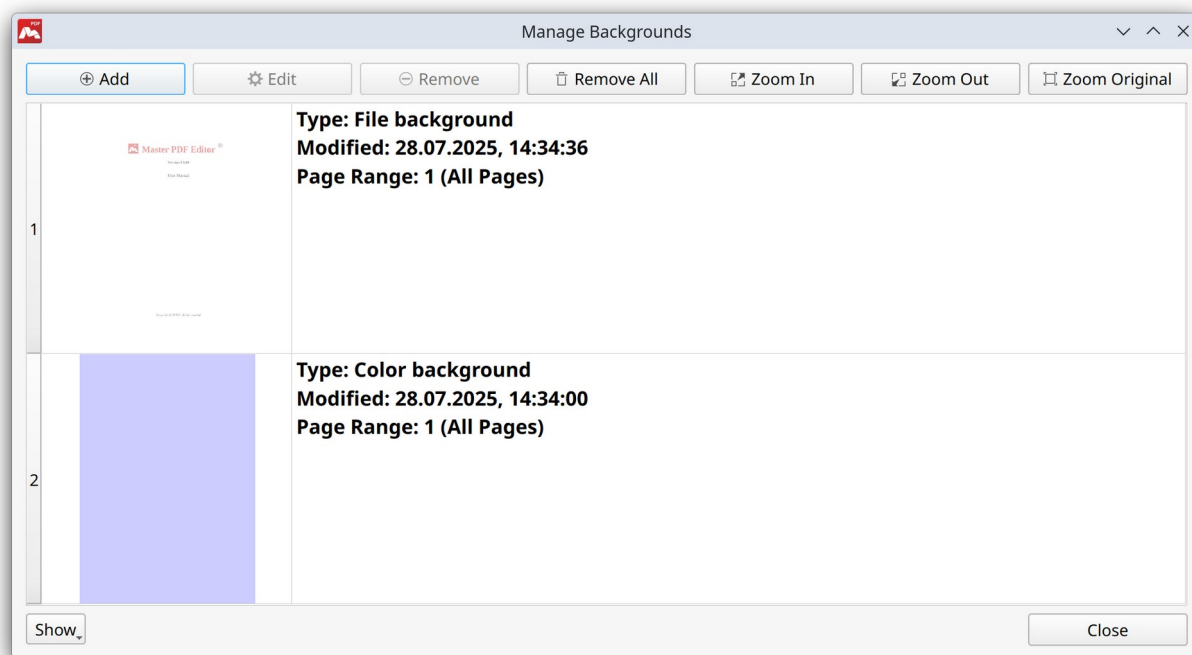 PDF
Manage Backgrounds
Add
Edit
Remove
Remove All
Zoom In
Zoom Out
Zoom Original
1
Master PDF Editor ®
User Manual
Type: File background
Modified: 28.07.2025, 14:34:36
Page Range: 1 (All Pages)
2
Type: Color background
Modified: 28.07.2025, 14:34:00
Page Range: 1 (All Pages)
Show
Close